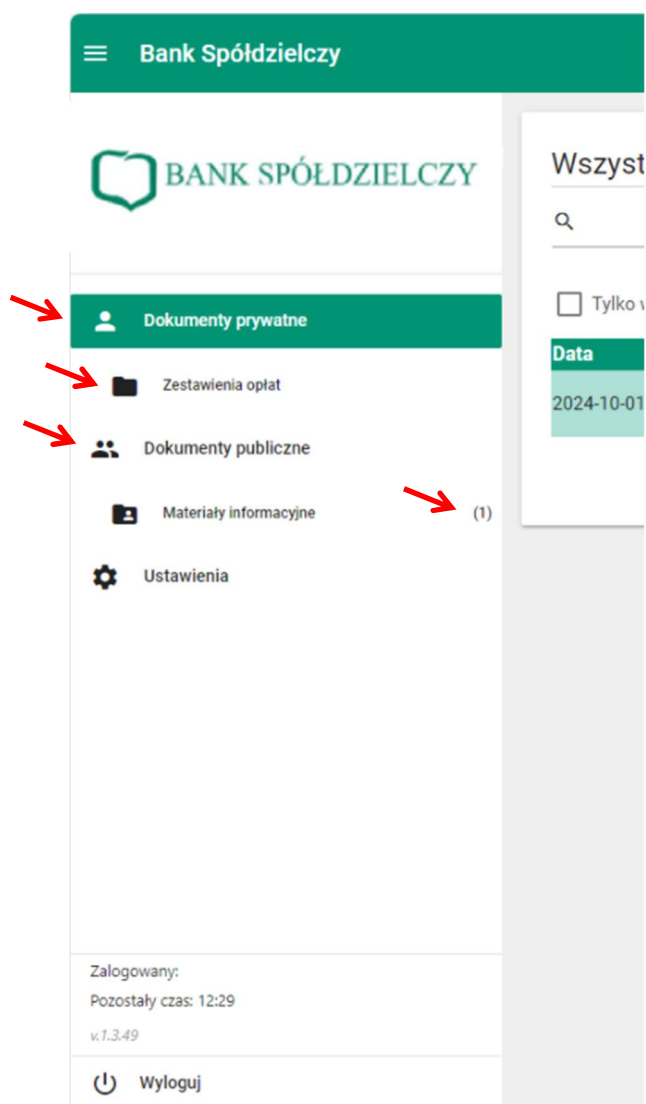 Bank Spółdzielczy
BANK SPÓŁDZIELCZY
Wszyst
Tylko
Data
2024-10-01
Dokumenty prywatne
Zestawienia opłat
Dokumenty publiczne
Materiały informacyjne (1)
Ustawienia
Zalogowany:
Pozostały czas: 12:29
v.1.3.49
Wyloguj